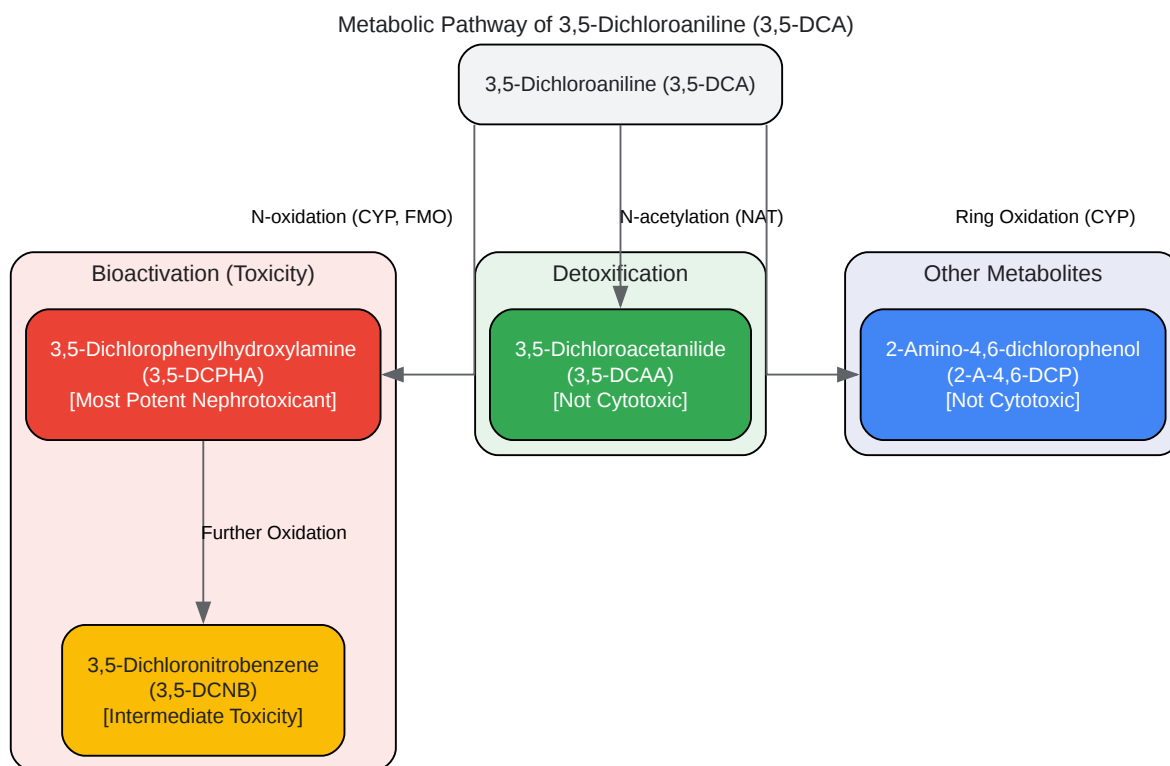 Metabolic Pathway of 3,5-Dichloroaniline (3,5-DCA)
3,5-Dichloroaniline (3,5-DCA)
N-oxidation (CYP, FMO)
N-acetylation (NAT)
Ring Oxidation (CYP)
Bioactivation (Toxicity)
Detoxification
Other Metabolites
3,5-Dichlorophenylhydroxylamine
(3,5-DCPHA)
[Most Potent Nephrotoxicant]
3,5-Dichloroacetanilide
(3,5-DCAA)
[Not Cytotoxic]
2-Amino-4,6-dichlorophenol
(2-A-4,6-DCP)
[Not Cytotoxic]
Further Oxidation
3,5-Dichloronitrobenzene
(3,5-DCNB)
[Intermediate Toxicity]